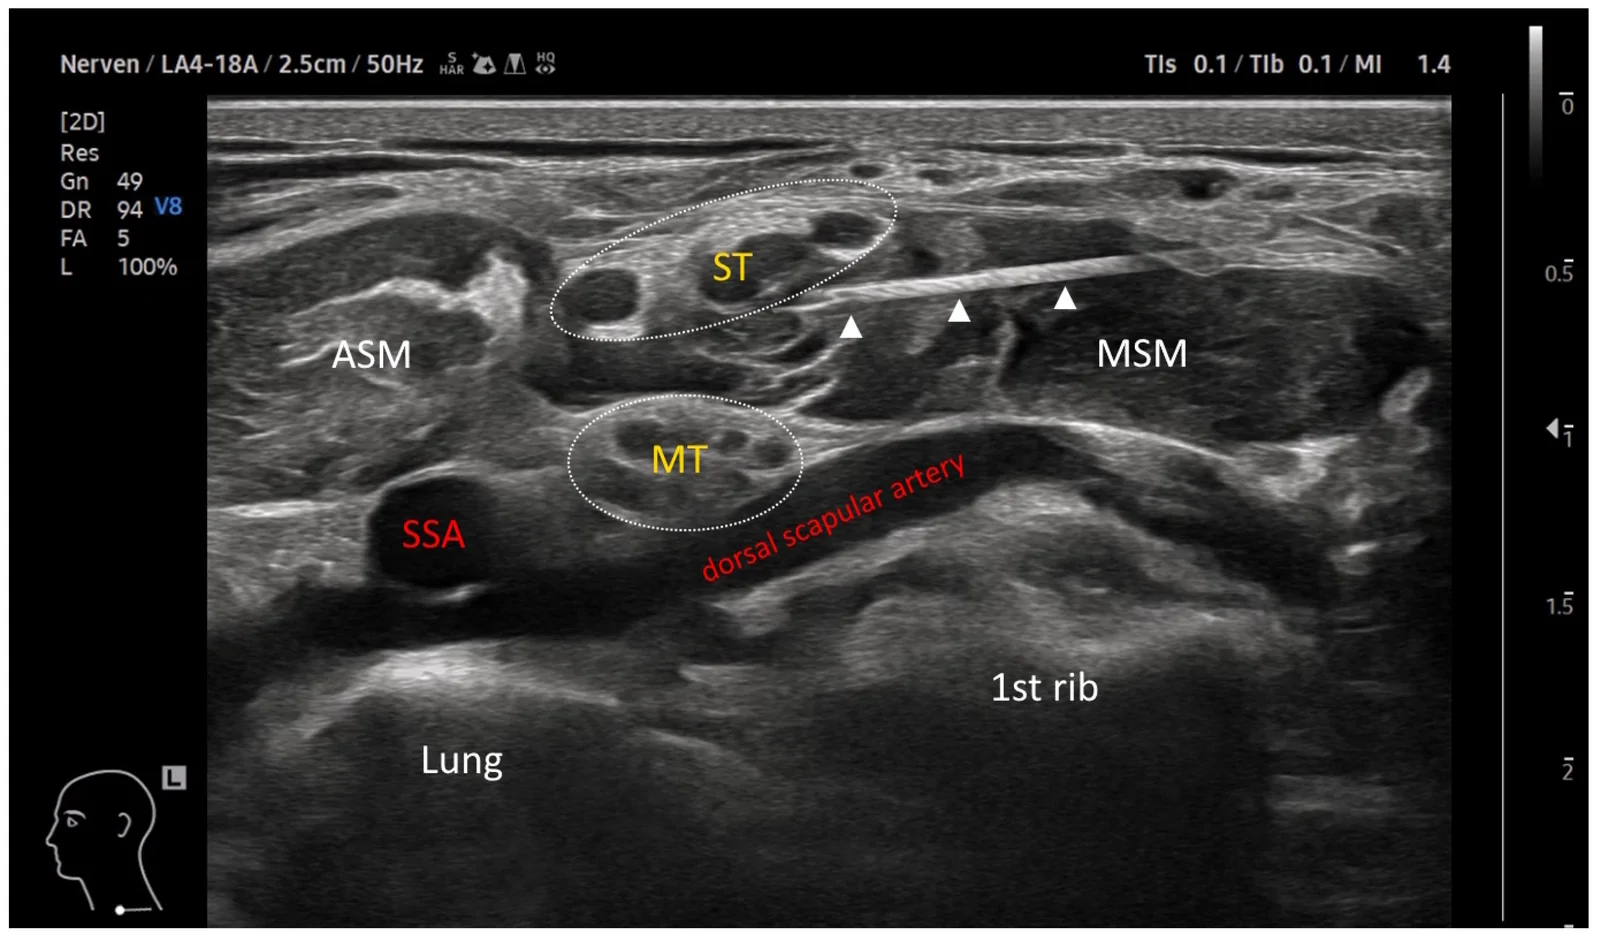 Nerven / LA4-18A / 2.5cm / 50Hz S HAR HQ
TIs 0.1 / TIb 0.1 / MI 1.4
[2D]
Res
Gn 49
DR 94 V8
FA 5
L 100%
0
0.5
1
1.5
2
ST
ASM
MSM
MT
SSA
dorsal scapular artery
1st rib
Lung
L